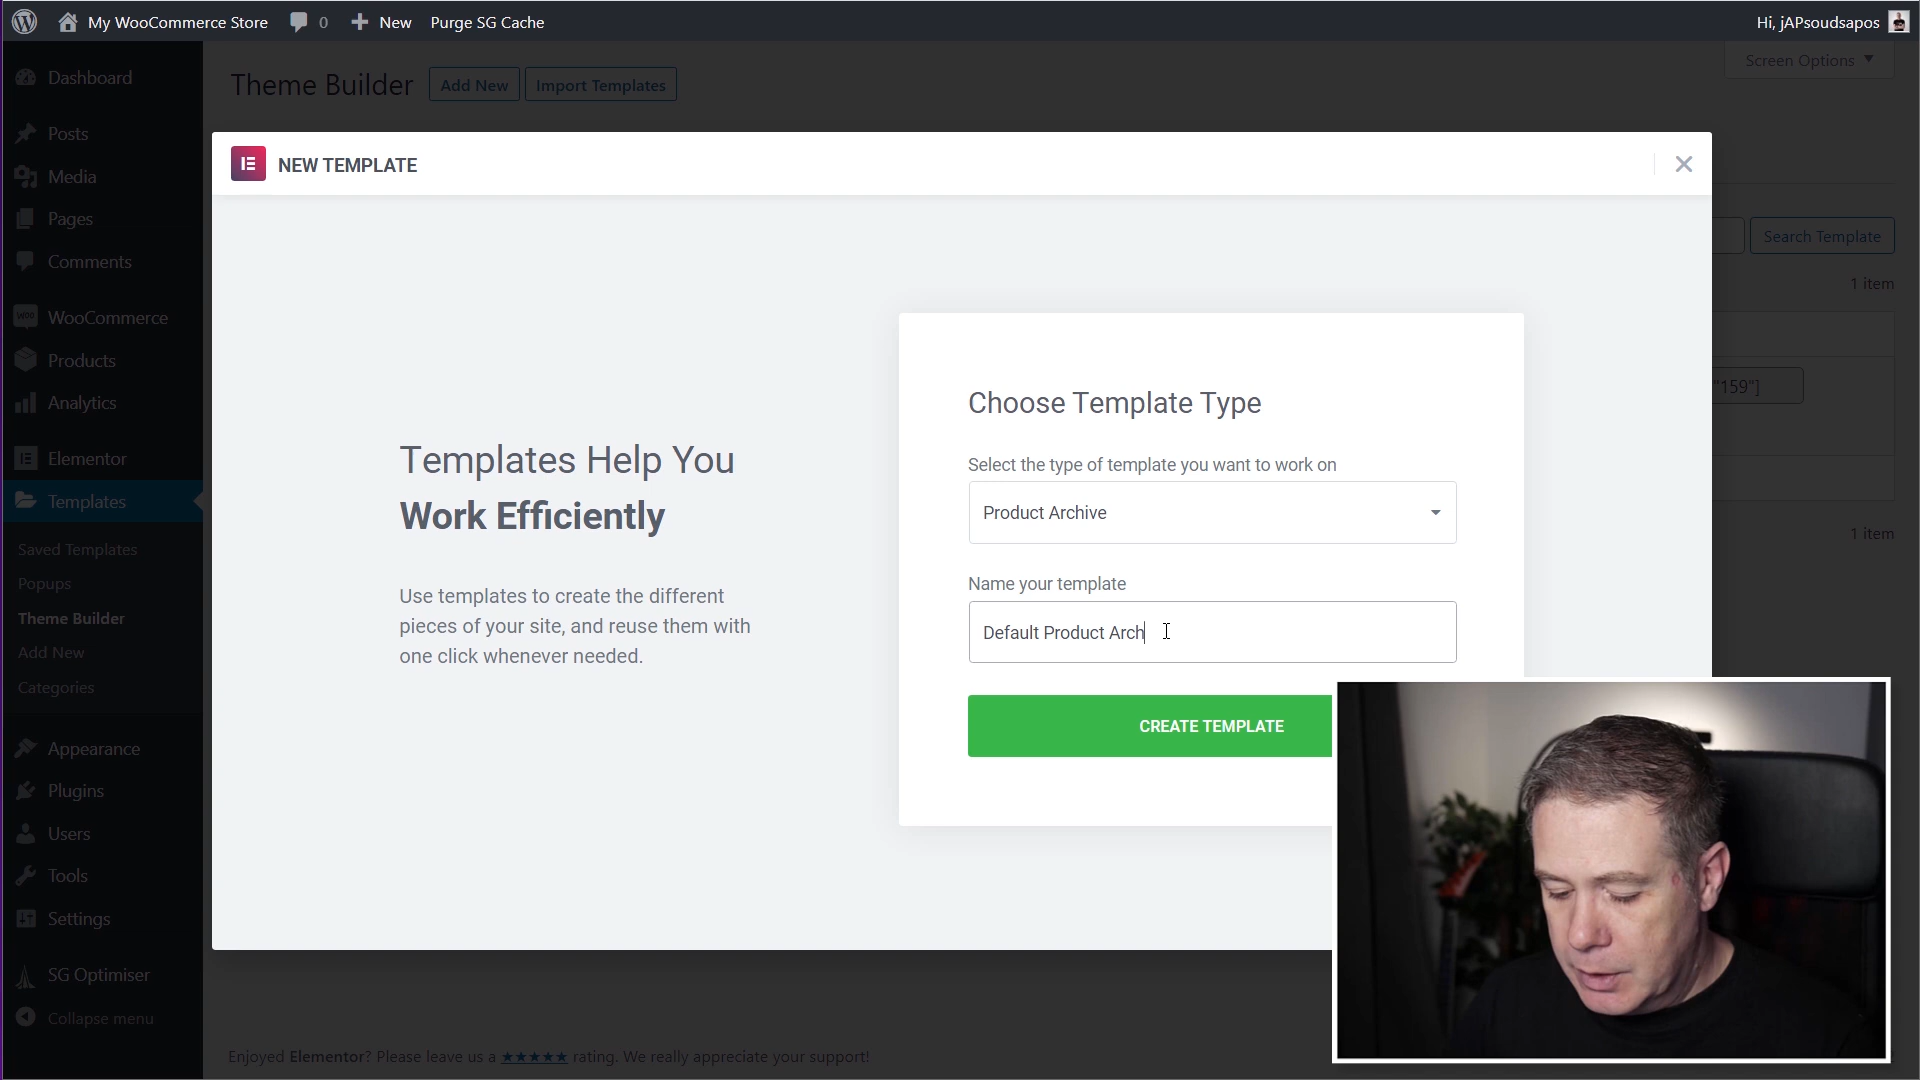 My WooCommerce Store
0
New
Purge SG Cache
Hi, jAPsoudsapos
Dashboard
Posts
Media
Pages
Comments
WooCommerce
Products
Analytics
Elementor
Templates
Saved Templates
Popups
Theme Builder
Add New
Categories
Appearance
Plugins
Users
Tools
Settings
SG Optimiser
Collapse menu
Theme Builder
Add New
Import Templates
Screen Options
Search Template
1 item
"159"]
1 item
NEW TEMPLATE
Templates Help You
Work Efficiently
Use templates to create the different
pieces of your site, and reuse them with
one click whenever needed.
Choose Template Type
Select the type of template you want to work on
Product Archive
Name your template
Default Product Arch
CREATE TEMPLATE
Enjoyed Elementor? Please leave us a ★★★★★ rating. We really appreciate your support!